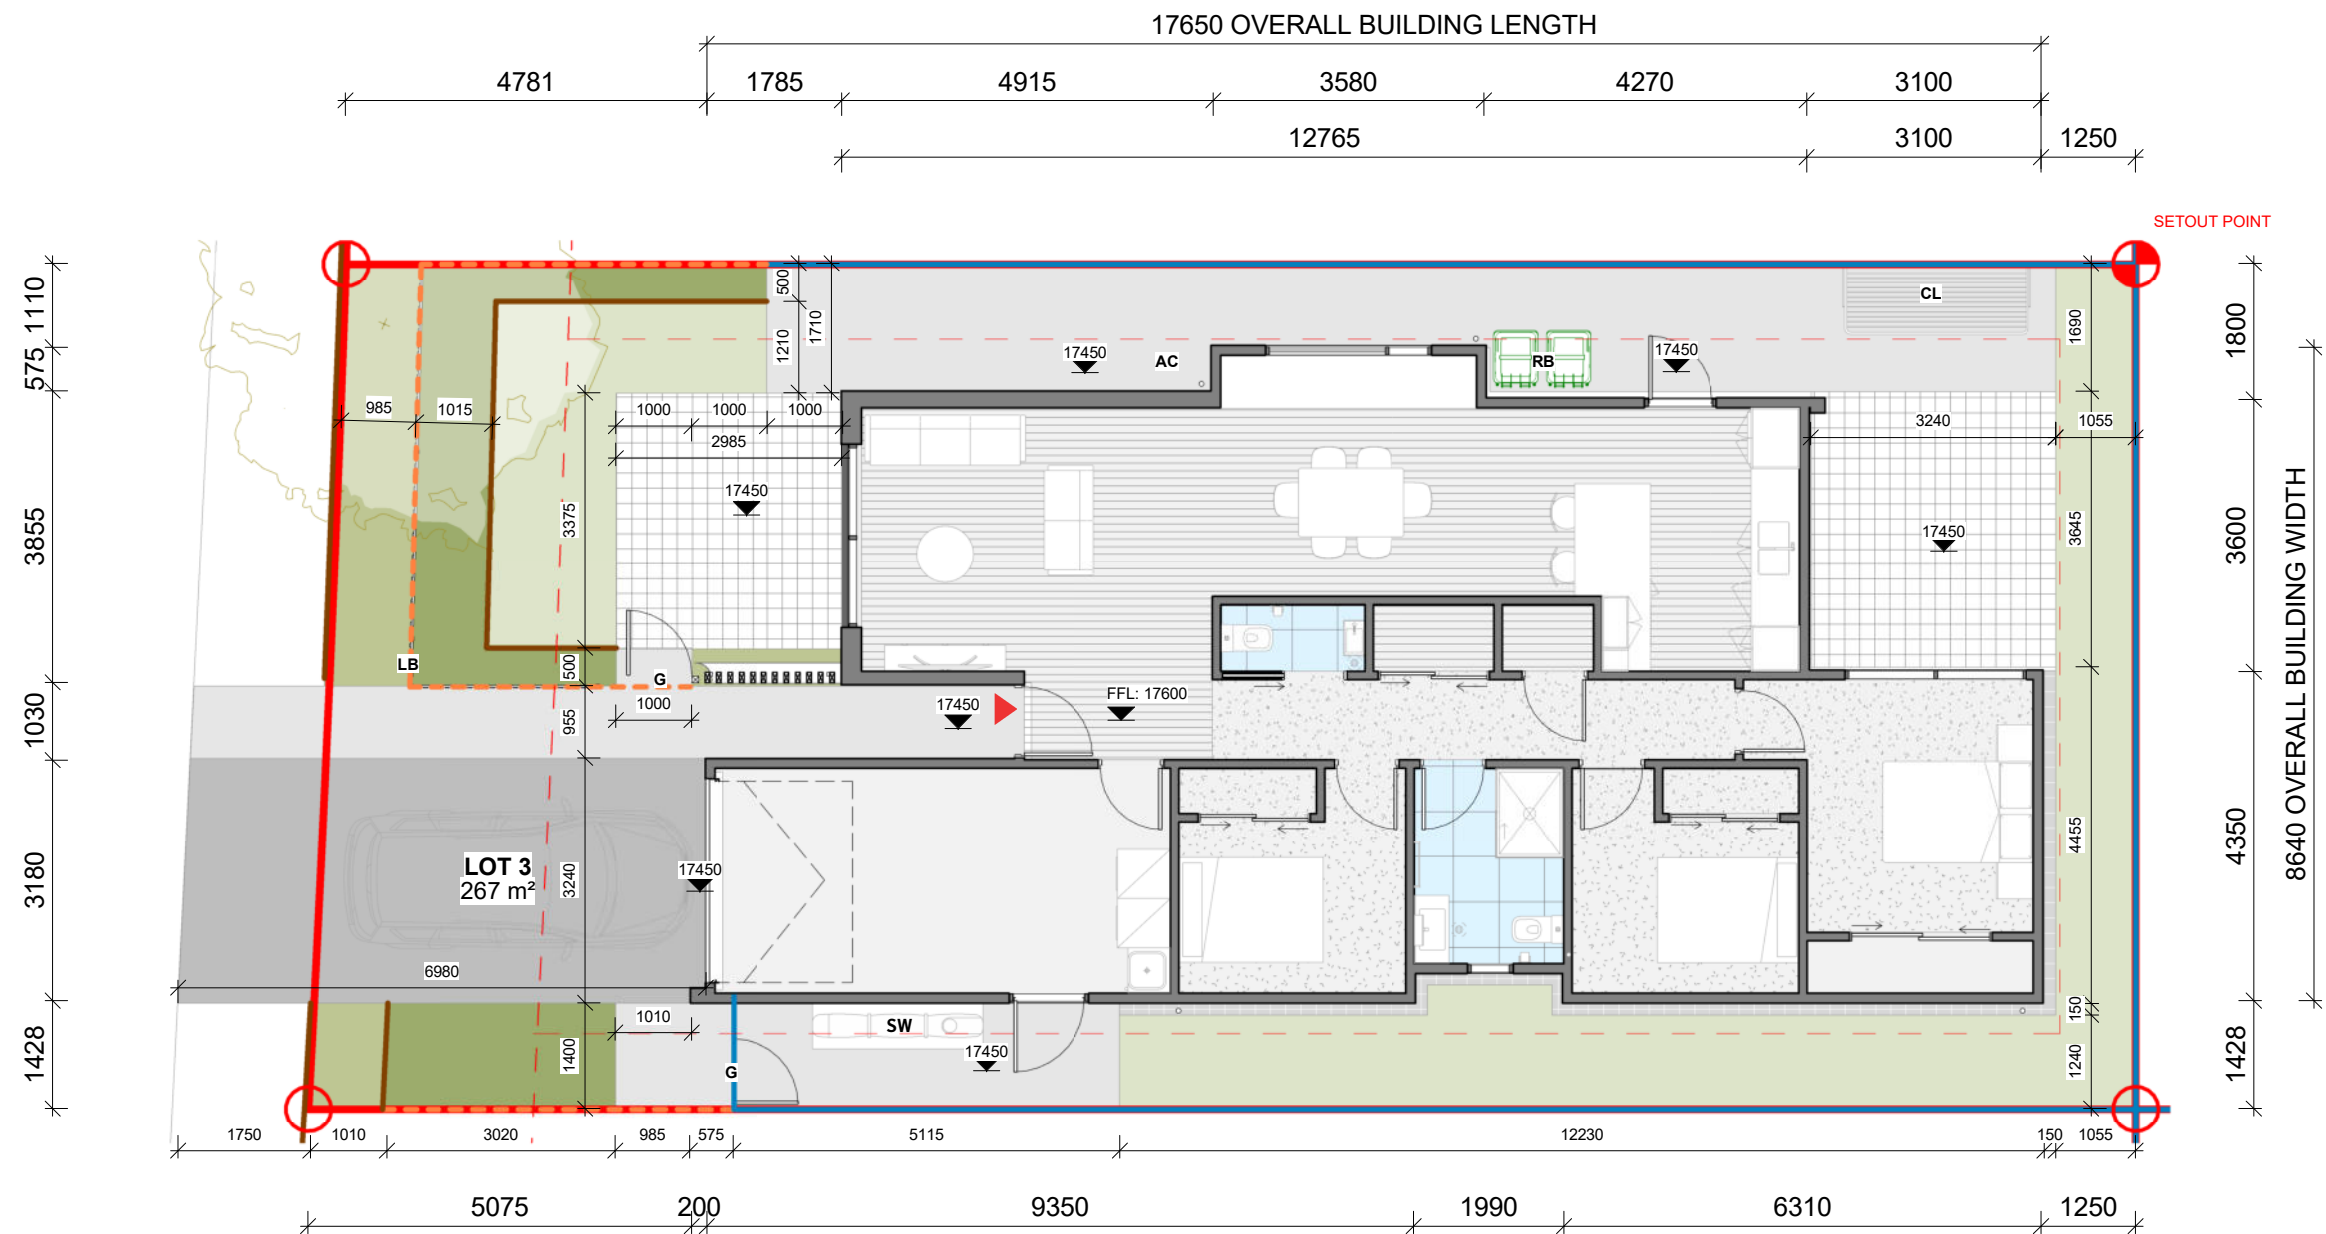 17650 OVERALL BUILDING LENGTH
4781 1785 4915 3580 4270 3100
12765 3100 1250
SETOUT POINT
1110
575
3855
1030
3180
1428
500
1210
1710
17450
AC
RB
17450
CL
1690
1800
985 1015
1000 1000 1000
2985
3240 1055
17450
3375
17450
3645
3600
8640 OVERALL BUILDING WIDTH
LB
500
G
1000
955
17450
FFL: 17600
LOT 3
267 m²
3240
17450
4455
4350
6980
1010
1400
SW
17450
G
150
1240
1428
1750 1010 3020 985 575 5115 12230 150 1055
5075 200 9350 1990 6310 1250